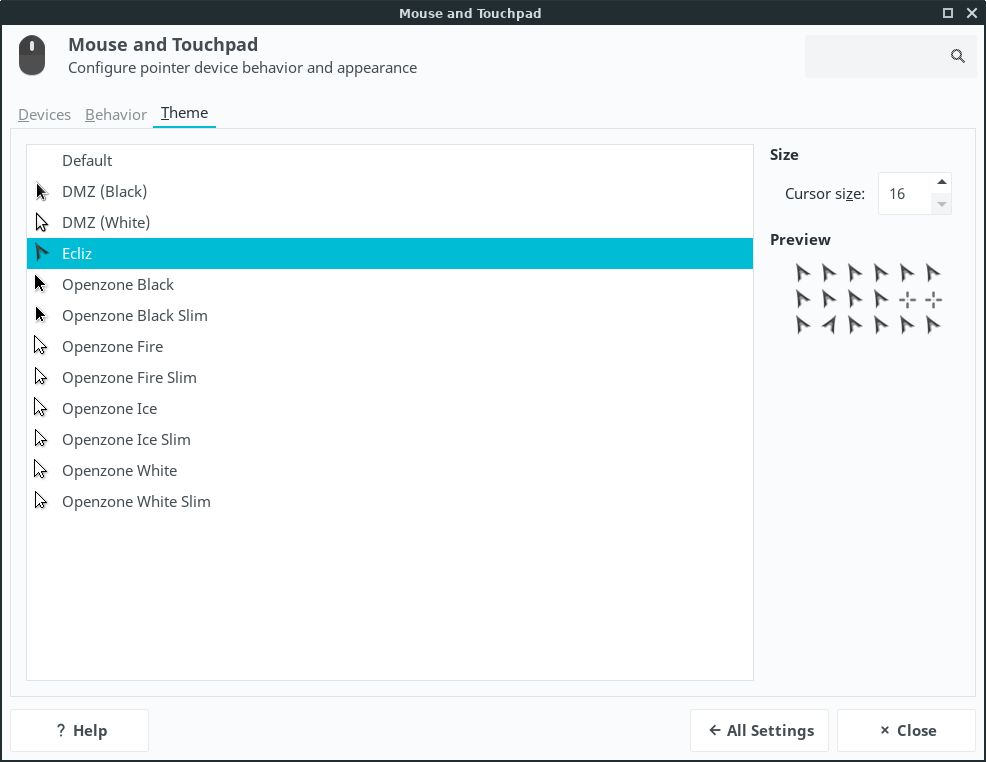 Mouse and Touchpad
Mouse and Touchpad
Configure pointer device behavior and appearance
Devices Behavior Theme
Default
DMZ (Black)
DMZ (White)
Ecliz
Openzone Black
Openzone Black Slim
Openzone Fire
Openzone Fire Slim
Openzone Ice
Openzone Ice Slim
Openzone White
Openzone White Slim
Size
Cursor size: 16
Preview
? Help
All Settings
Close